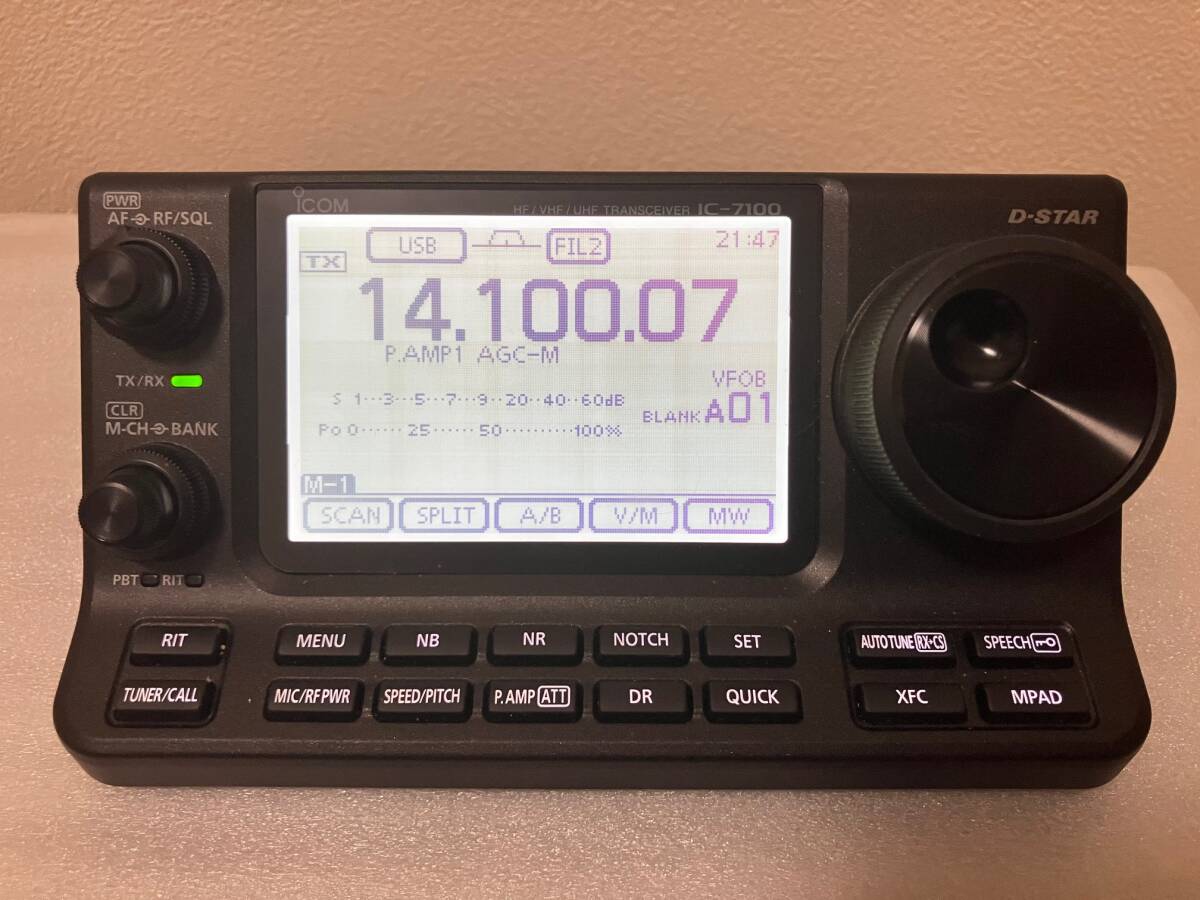 PWR
AF RF/SQL
ICOM
HF/VHF/UHF TRANSCEIVER IC-7100
D-STAR
USB FIL2 21:47
TX
14.100.07
P.AMP1 AGC-M
TX/RX
VFOB
S 1···3···5···7···9··20··40··60dB
BLANK A01
CLR
M-CH BANK
Po 0······25······50··········100%
M-1
SCAN SPLIT A/B V/M MW
PBT RIT
RIT MENU NB NR NOTCH SET AUTOTUNE RX→CS SPEECH
TUNER/CALL MIC/RF PWR SPEED/PITCH P.AMP ATT DR QUICK XFC MPAD